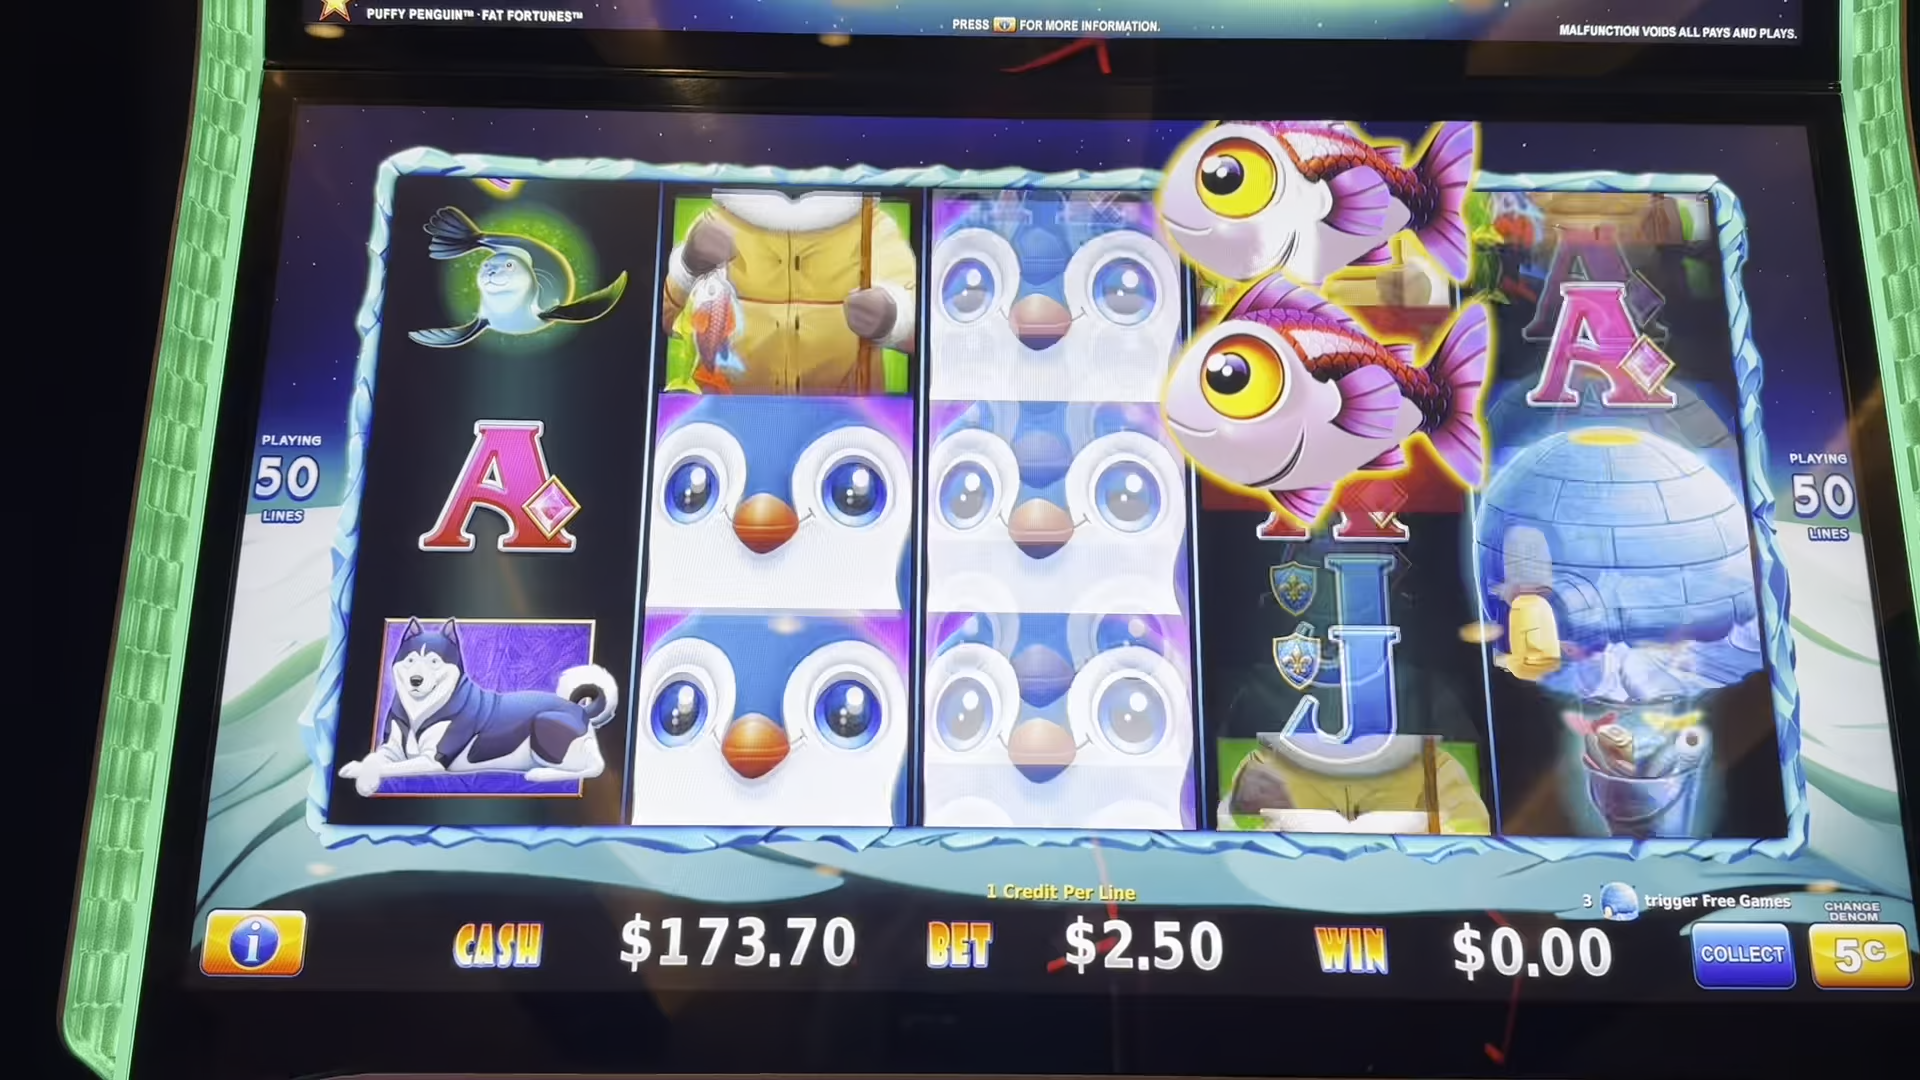 PUFFY PENGUIN™ · FAT FORTUNES™
PRESS i FOR MORE INFORMATION.
MALFUNCTION VOIDS ALL PAYS AND PLAYS.
PLAYING
50
LINES
PLAYING
50
LINES
A
A
A
J
J
1 Credit Per Line
3 trigger Free Games
i
CASH $173.70
BET $2.50
WIN $0.00
COLLECT
CHANGE
DENOM
5¢